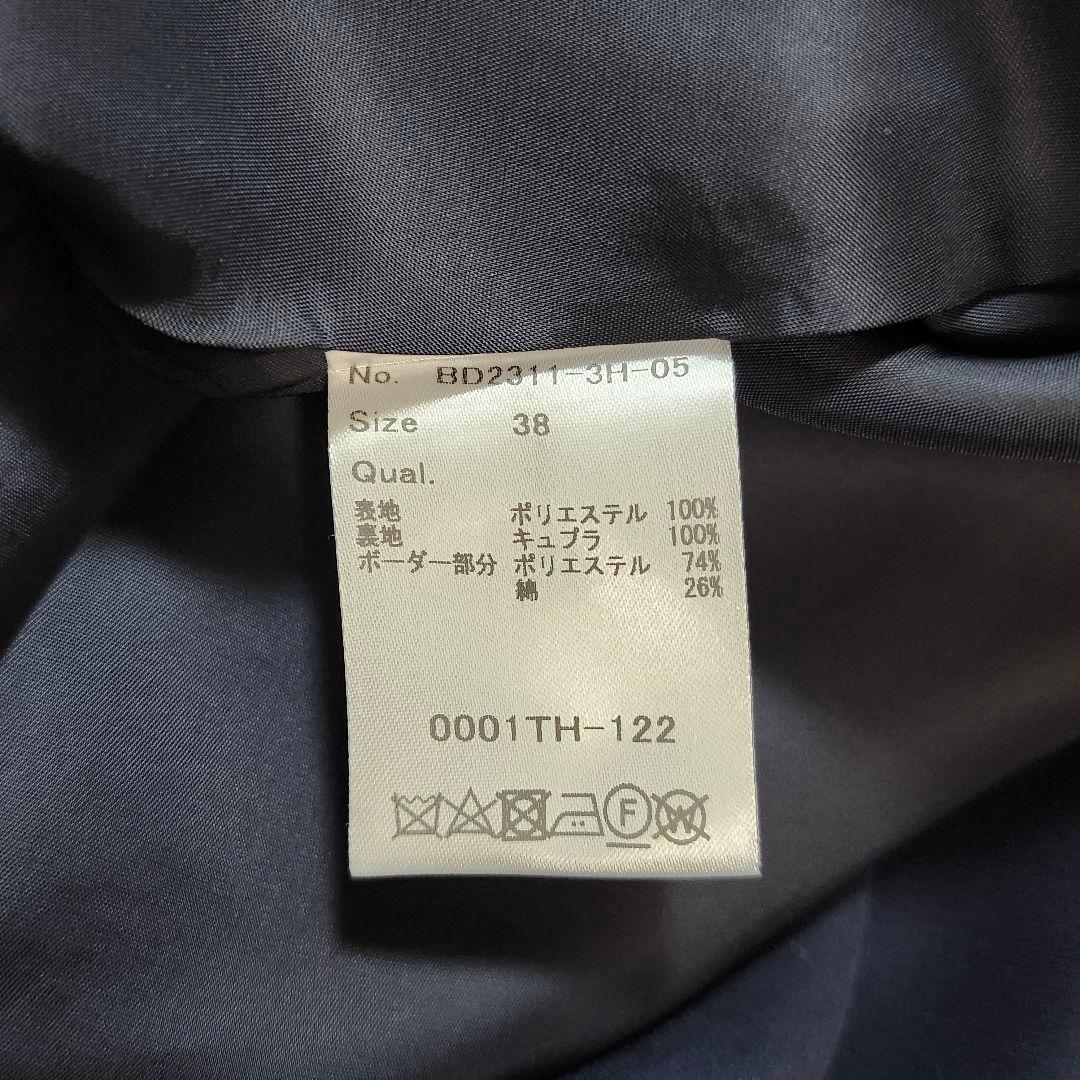 No. BD2311-3H-05
Size 38
Qual.
表地 ポリエステル 100%
裏地 キュプラ 100%
ボーダー部分 ポリエステル 74%
綿 26%
0001TH-122
F W